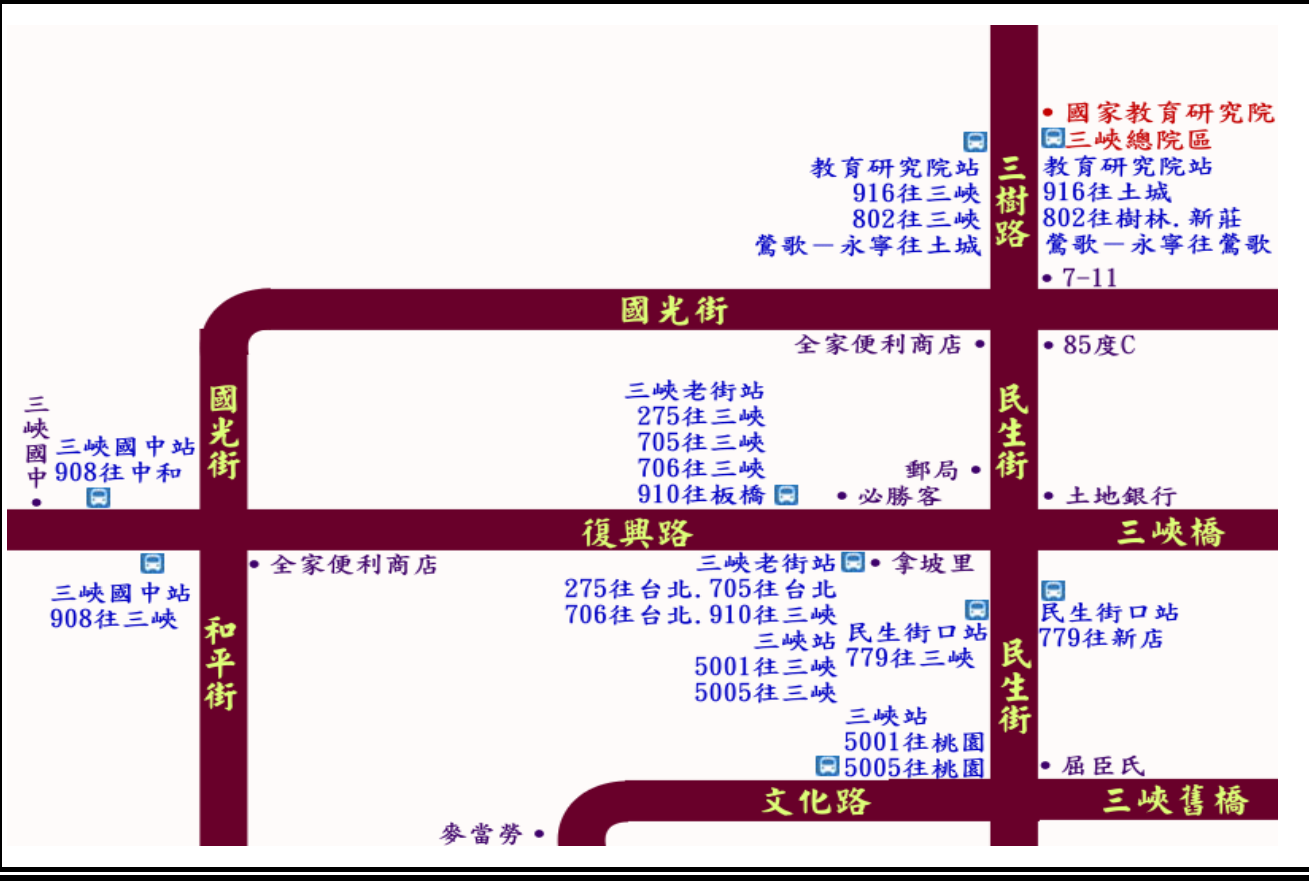 國家教育研究院
三峽總院區
教育研究院站
916往三峽
802往三峽
鶯歌－永寧往土城
三樹路
教育研究院站
916往土城
802往樹林.新莊
鶯歌－永寧往鶯歌
7-11
國光街
全家便利商店
85度C
三峽國中
三峽國中站
908往中和
國光街
三峽老街站
275往三峽
705往三峽
706往三峽
910往板橋
郵局
必勝客
民生街
土地銀行
復興路
三峽橋
三峽國中站
908往三峽
全家便利商店
和平街
三峽老街站
275往台北.705往台北
706往台北.910往三峽
三峽站
5001往三峽
5005往三峽
拿坡里
民生街口站
779往三峽
三峽站
5001往桃園
5005往桃園
民生街
民生街口站
779往新店
屈臣氏
文化路
三峽舊橋
麥當勞